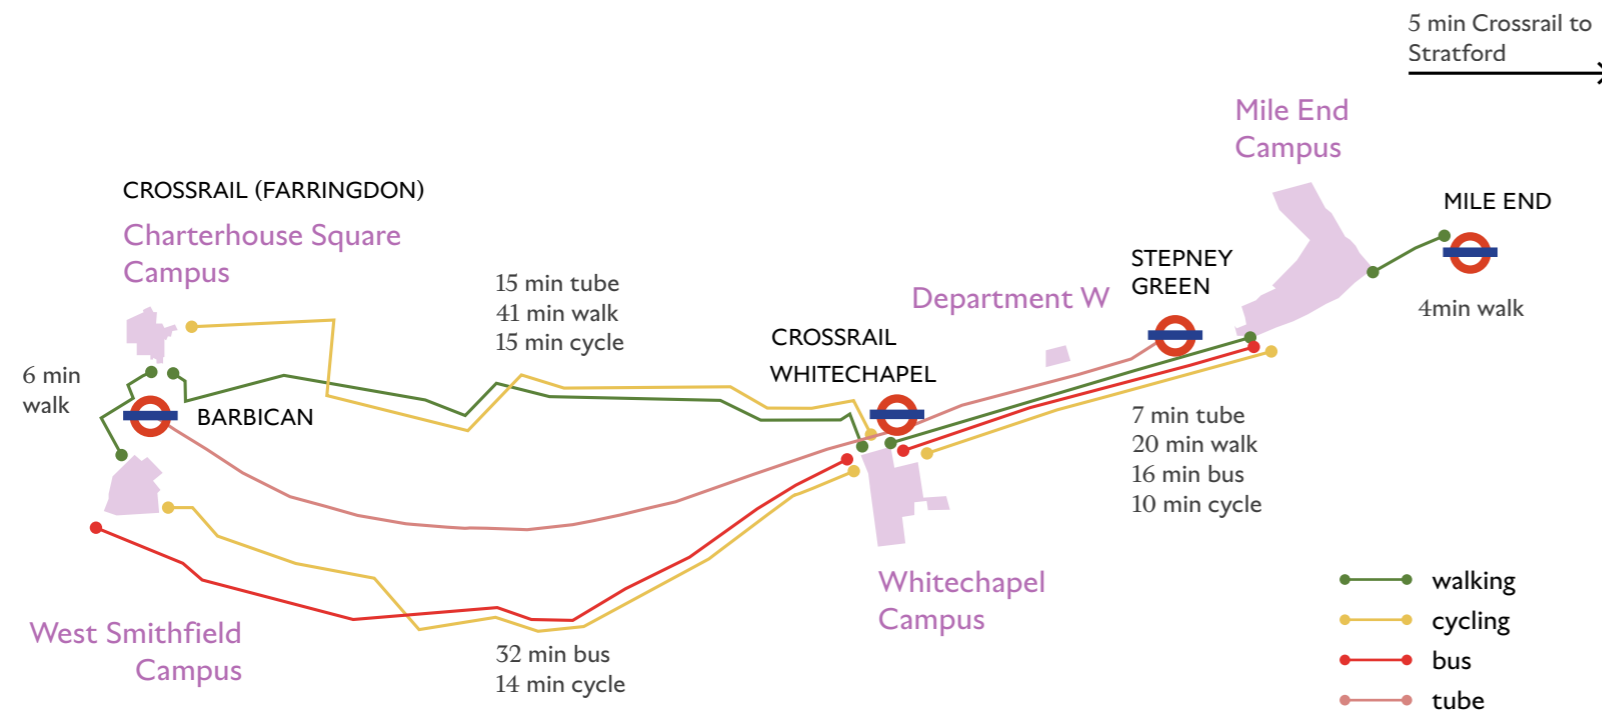 5 min Crossrail to
Stratford
Mile End
Campus
CROSSRAIL (FARRINGDON)
Charterhouse Square
Campus
MILE END
STEPNEY
GREEN
15 min tube
41 min walk
15 min cycle
Department W
4min walk
CROSSRAIL
WHITECHAPEL
6 min
walk
BARBICAN
7 min tube
20 min walk
16 min bus
10 min cycle
Whitechapel
Campus
West Smithfield
Campus
32 min bus
14 min cycle
walking
cycling
bus
tube